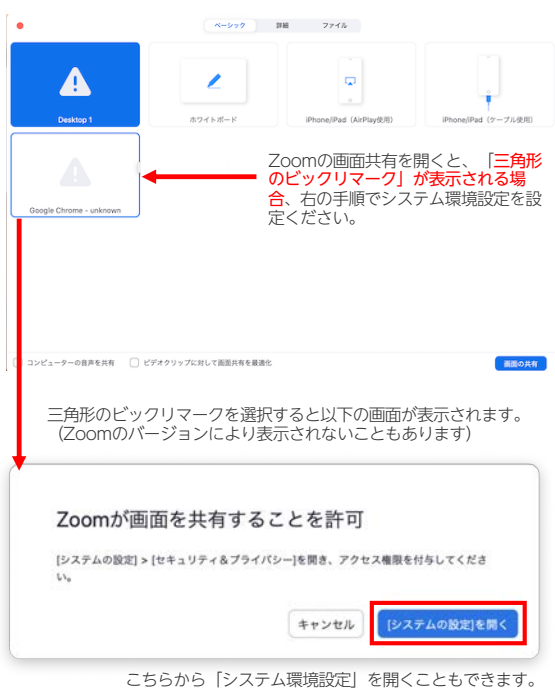 ベーシック 詳細 ファイル
Desktop 1 ホワイトボード iPhone/iPad（AirPlay使用） iPhone/iPad（ケーブル使用）
Google Chrome - unknown
Zoomの画面共有を開くと、「三角形
のビックリマーク」が表示される場
合、右の手順でシステム環境設定を設
定ください。
コンピューターの音声を共有 ビデオクリップに対して画面共有を最適化 画面の共有
三角形のビックリマークを選択すると以下の画面が表示されます。
（Zoomのバージョンにより表示されないこともあります）
Zoomが画面を共有することを許可
[システムの設定] > [セキュリティ＆プライバシー]を開き、アクセス権限を付与してくださ
い。
キャンセル [システムの設定]を開く
こちらから「システム環境設定」を開くこともできます。